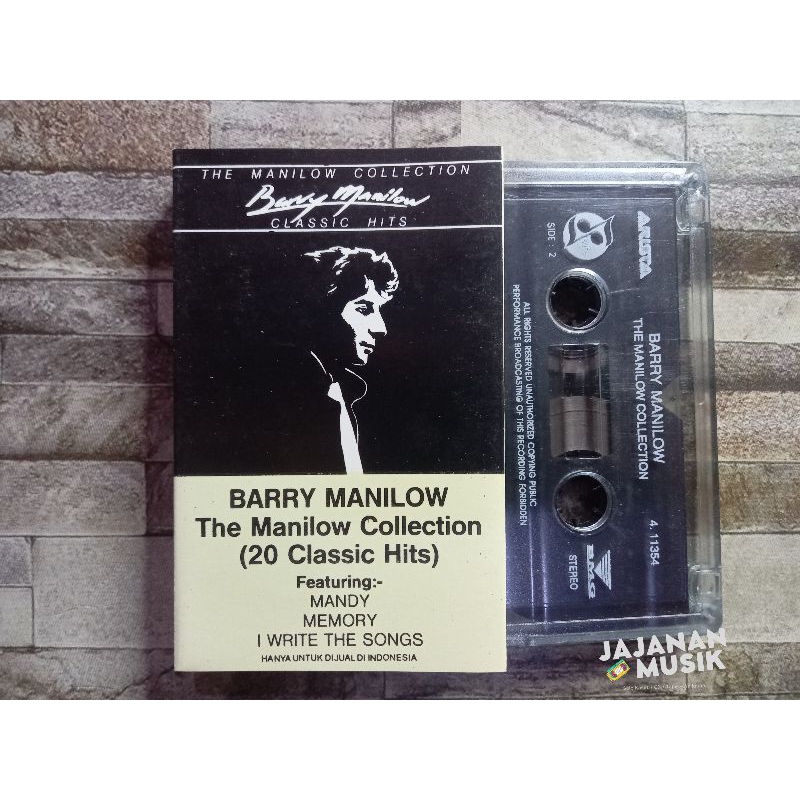 THE MANILOW COLLECTION
Barry Manilow
CLASSIC HITS
BARRY MANILOW
The Manilow Collection
(20 Classic Hits)
Featuring:-
MANDY
MEMORY
I WRITE THE SONGS
HANYA UNTUK DIJUAL DI INDONESIA
ARISTA
SIDE : 2
BARRY MANILOW
THE MANILOW COLLECTION
4. 11354
ALL RIGHTS RESERVED UNAUTHORIZED COPYING PUBLIC
PERFORMANCE BROADCASTING OF THIS RECORDING FORBIDDEN
BMG
STEREO
JAJANAN
MUSIK